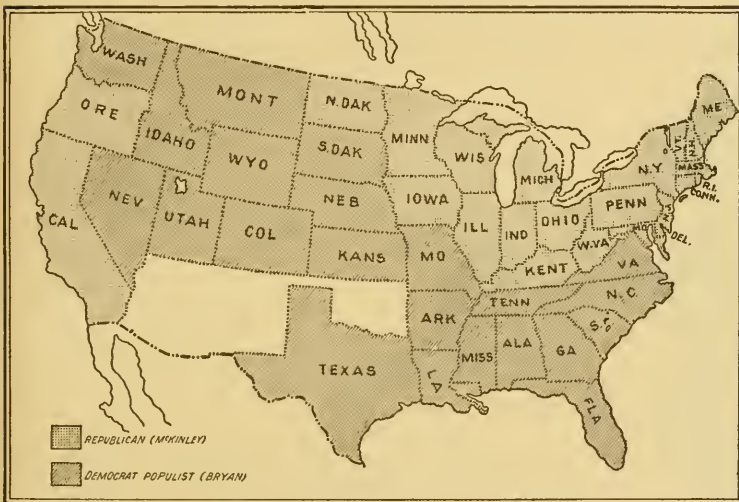 WASH
MONT
N.DAK
MINN
ORE
IDAHO
WYO
S.DAK
WIS
MICH
N.Y.
ME
VT
N.H.
MASS
R.I.
CONN.
NEV
UTAH
COL
NEB
IOWA
ILL
IND
OHIO
PENN
N.J.
MD.
DEL.
CAL
KANS
MO
W.VA
KENT
VA
TENN
N.C.
ARK
S.C.
TEXAS
LA
MISS
ALA
GA
FLA
REPUBLICAN (McKINLEY)
DEMOCRAT POPULIST (BRYAN)